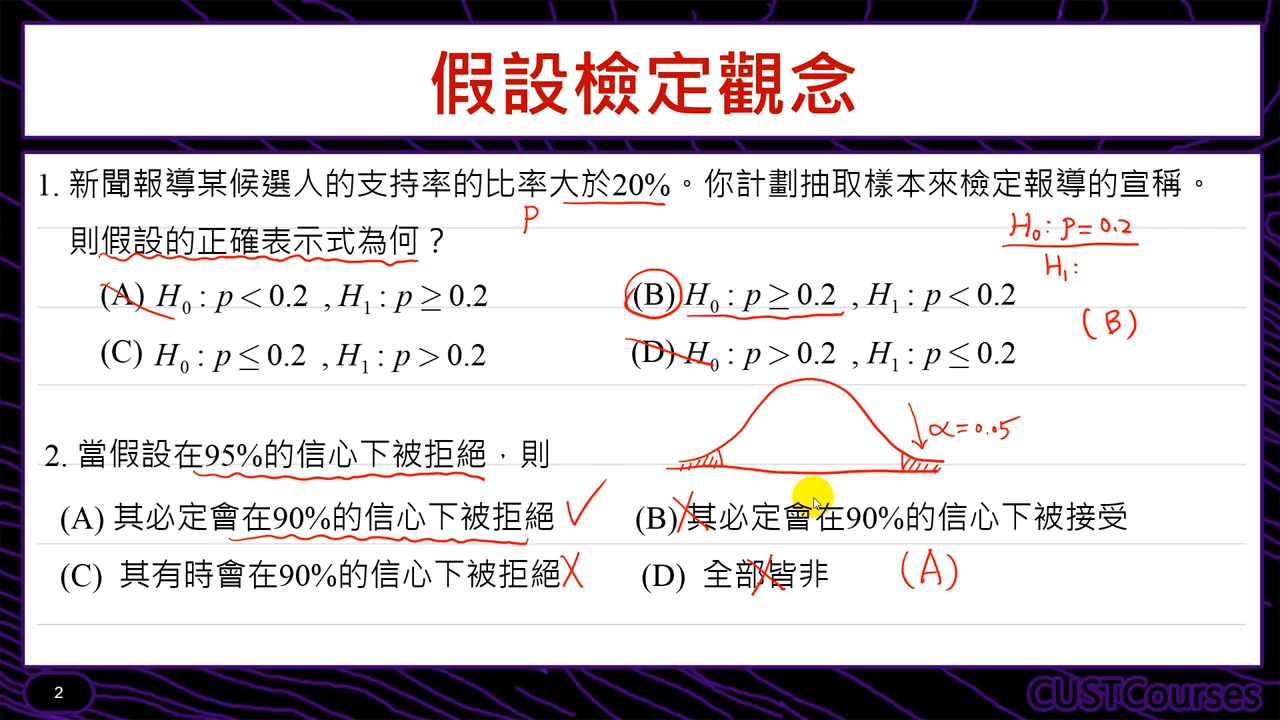 假設檢定觀念
1. 新聞報導某候選人的支持率的比率大於20%。你計劃抽取樣本來檢定報導的宣稱。
p
則假設的正確表示式為何？
H₀: p = 0.2
H₁:
(A) H₀ : p < 0.2 , H₁ : p ≥ 0.2
(B) H₀ : p ≥ 0.2 , H₁ : p < 0.2
(B)
(C) H₀ : p ≤ 0.2 , H₁ : p > 0.2
(D) H₀ : p > 0.2 , H₁ : p ≤ 0.2
α=0.05
2. 當假設在95%的信心下被拒絕，則
(A) 其必定會在90%的信心下被拒絕
(B) 其必定會在90%的信心下被接受
(C) 其有時會在90%的信心下被拒絕
(D) 全部皆非
(A)
2
CUSTCourses